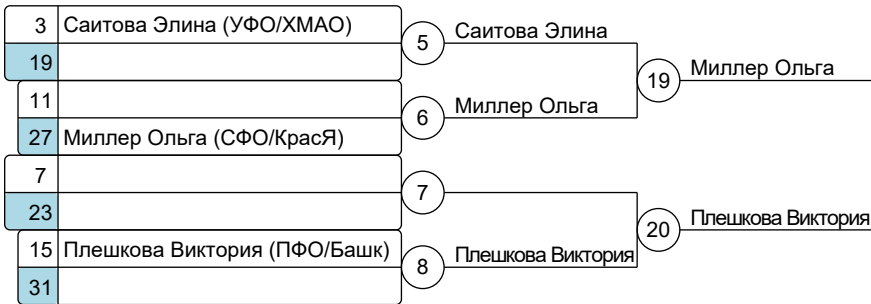 3 Саитова Элина (УФО/ХМАО)
5 Саитова Элина
19
19 Миллер Ольга
11
6 Миллер Ольга
27 Миллер Ольга (СФО/КрасЯ)
7
7
23
20 Плешкова Виктория
15 Плешкова Виктория (ПФО/Башк)
8 Плешкова Виктория
31